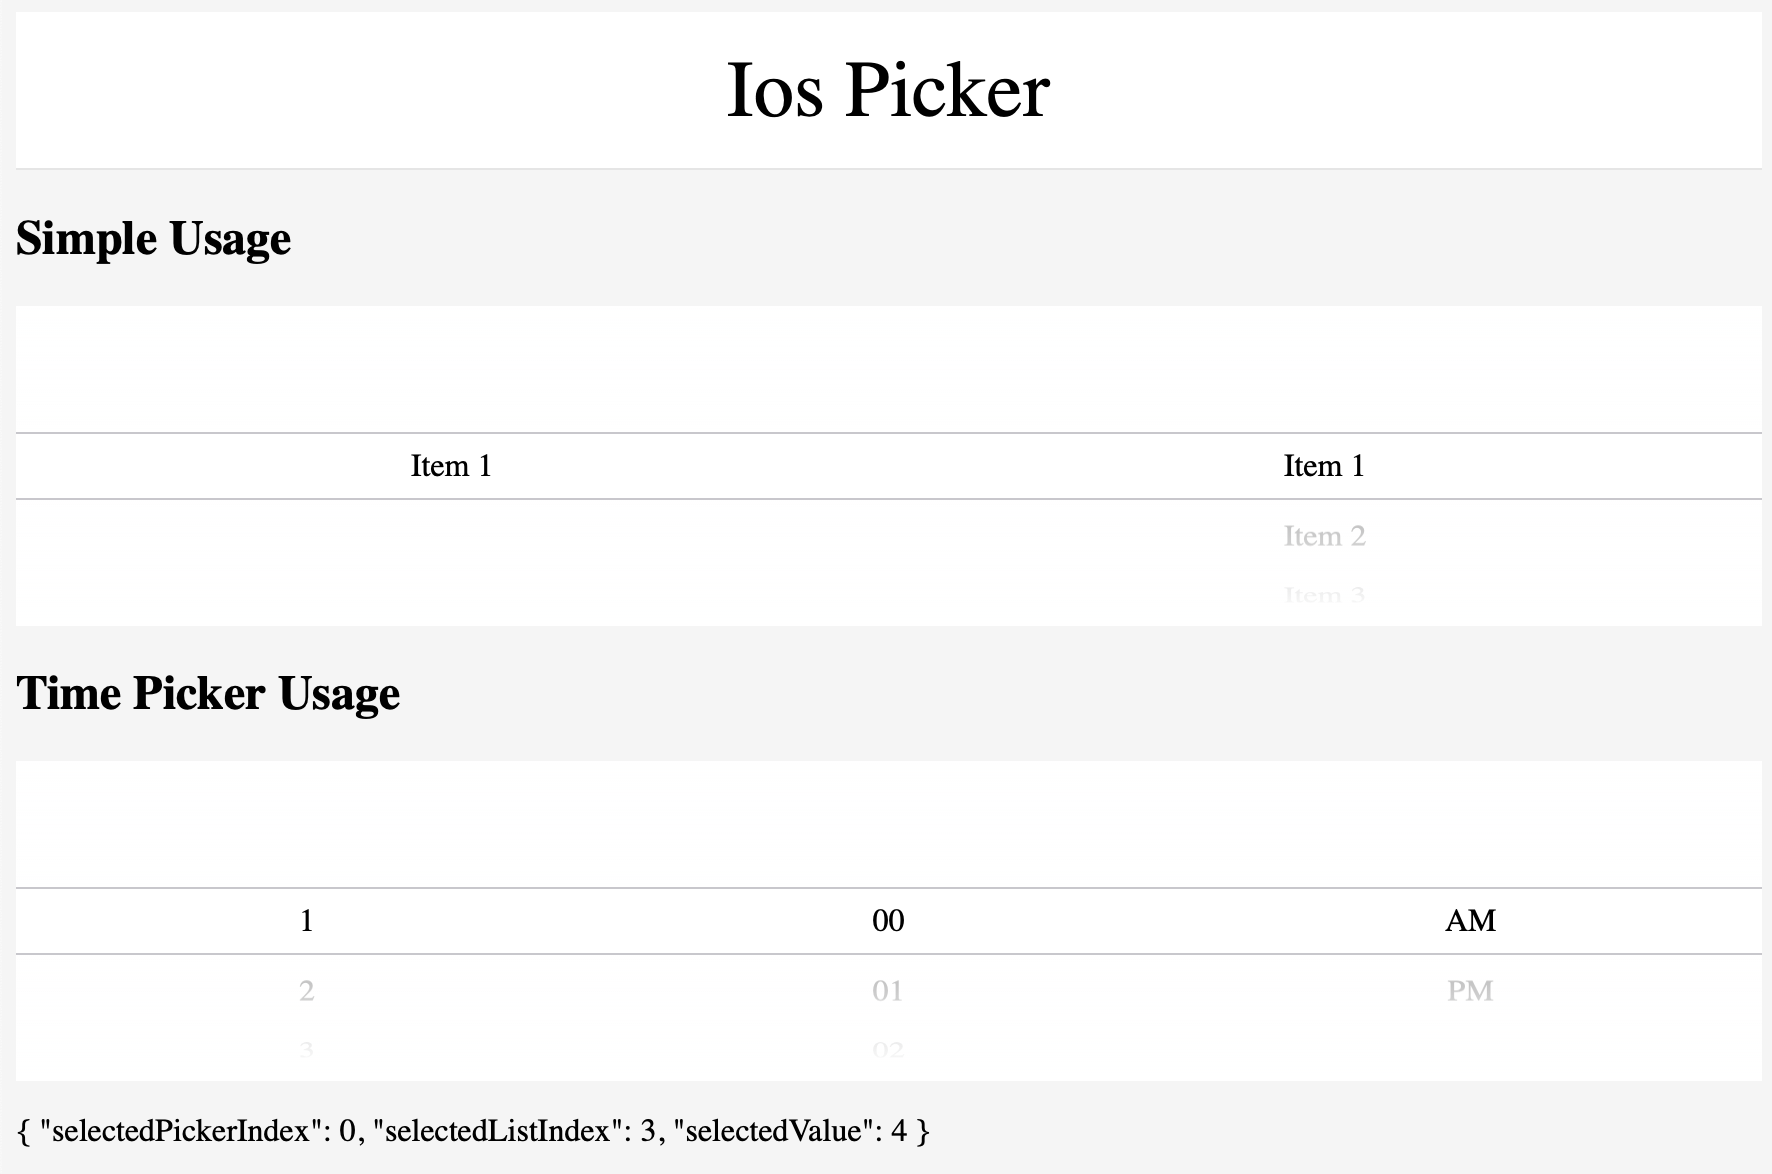 Ios Picker
Simple Usage
Item 1 Item 1
Item 2
Item 3
Time Picker Usage
1 00 AM
2 01 PM
3 02
{ "selectedPickerIndex": 0, "selectedListIndex": 3, "selectedValue": 4 }